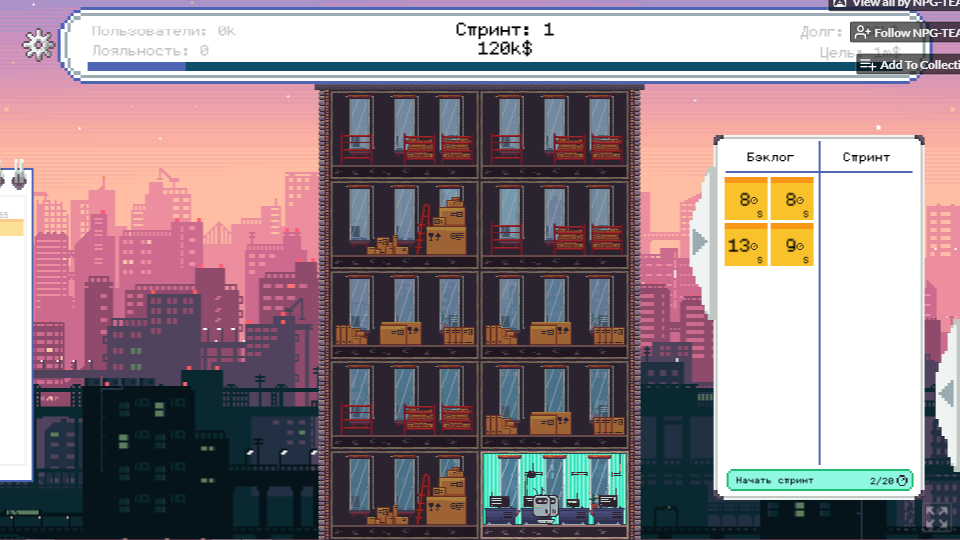 View all by NPG-TEA
Follow NPG-TEA
Add To Collecti
Пользователи: 0k
Лояльность: 0
Спринт: 1
120k$
Долг:
Цель: 1m$
Бэклог
Спринт
8 S
8 S
13 S
9 S
Начать спринт 2/20